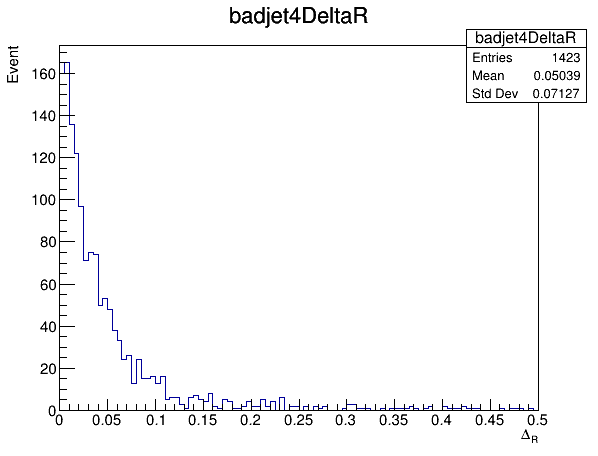 badjet4DeltaR
badjet4DeltaR
Entries 1423
Mean 0.05039
Std Dev 0.07127
Event
160
140
120
100
80
60
40
20
0
0 0.05 0.1 0.15 0.2 0.25 0.3 0.35 0.4 0.45 0.5
Δ_R